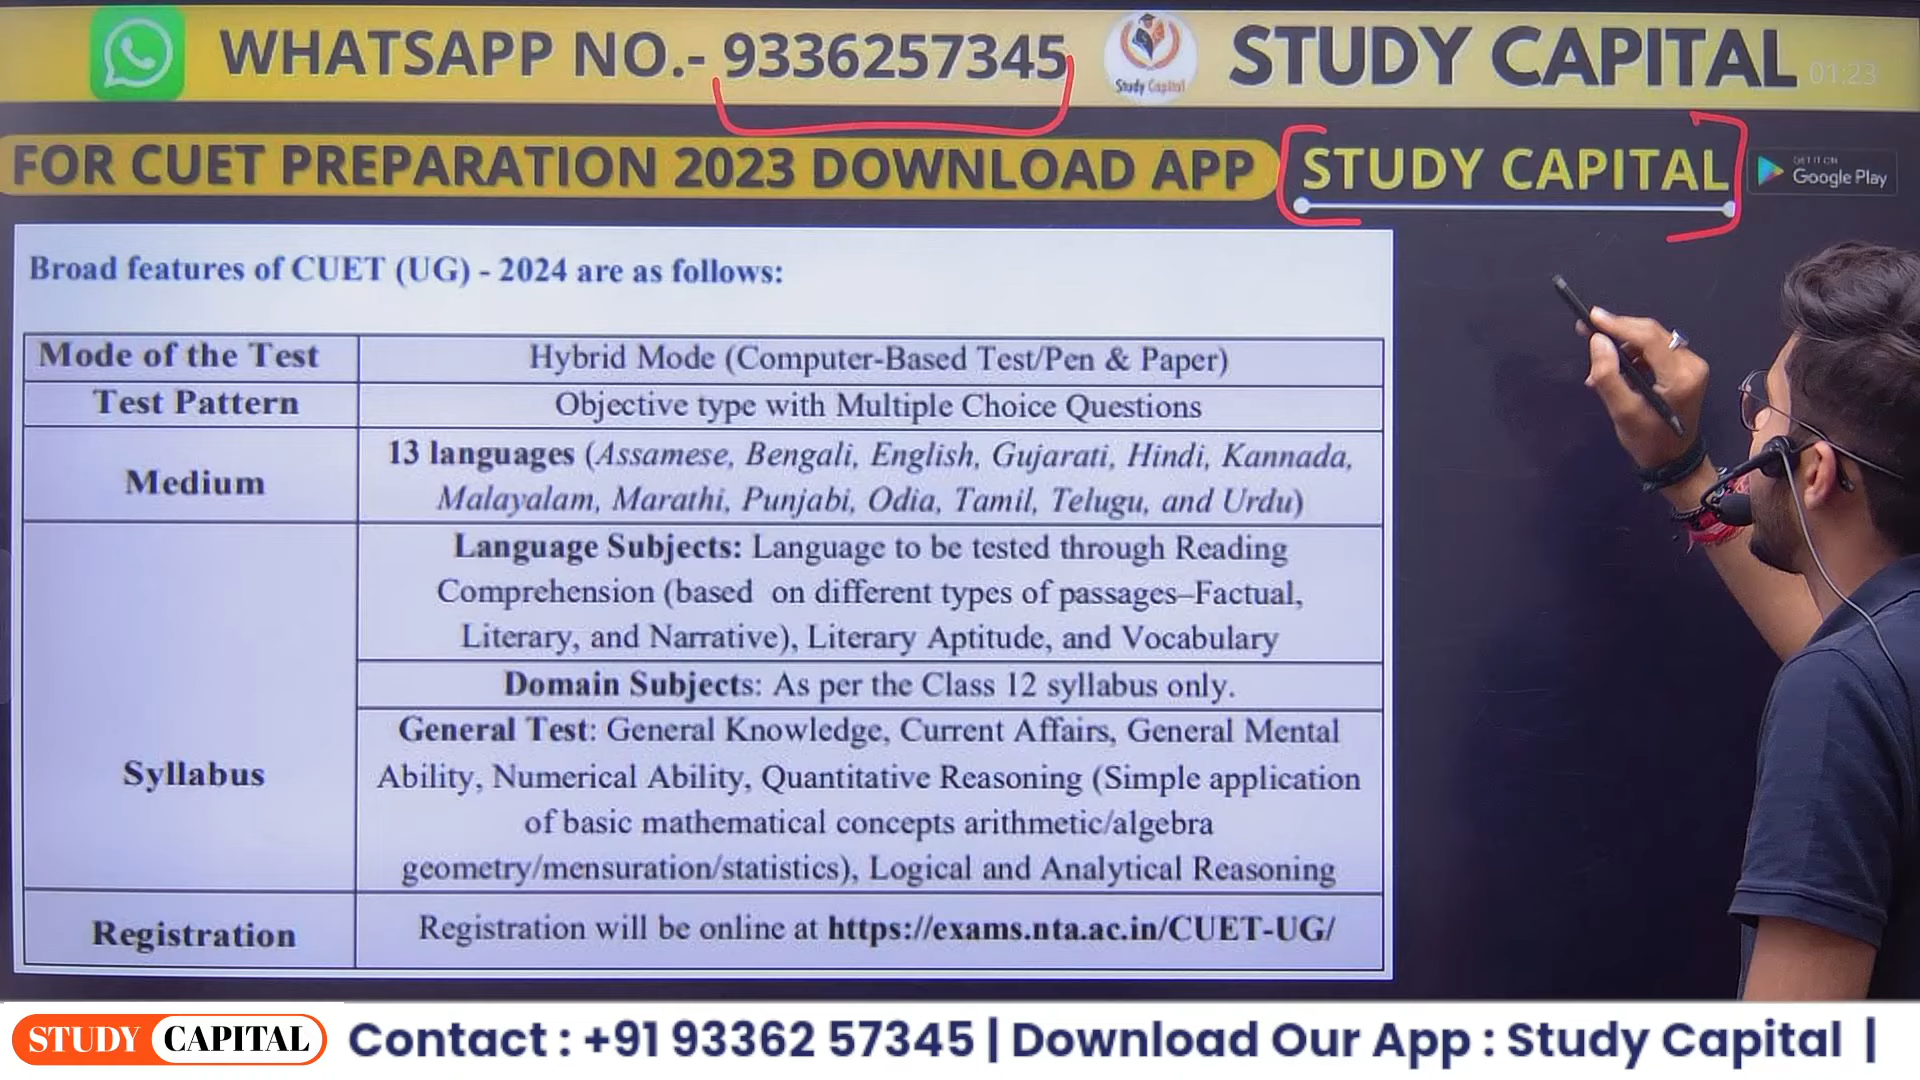 WHATSAPP NO.- 9336257345
Study Capital
STUDY CAPITAL
01:23
FOR CUET PREPARATION 2023 DOWNLOAD APP
STUDY CAPITAL
GET IT ON
Google Play
Broad features of CUET (UG) - 2024 are as follows:
Mode of the Test
Hybrid Mode (Computer-Based Test/Pen & Paper)
Test Pattern
Objective type with Multiple Choice Questions
Medium
13 languages (Assamese, Bengali, English, Gujarati, Hindi, Kannada,
Malayalam, Marathi, Punjabi, Odia, Tamil, Telugu, and Urdu)
Syllabus
Language Subjects: Language to be tested through Reading
Comprehension (based on different types of passages–Factual,
Literary, and Narrative), Literary Aptitude, and Vocabulary
Domain Subjects: As per the Class 12 syllabus only.
General Test: General Knowledge, Current Affairs, General Mental
Ability, Numerical Ability, Quantitative Reasoning (Simple application
of basic mathematical concepts arithmetic/algebra
geometry/mensuration/statistics), Logical and Analytical Reasoning
Registration
Registration will be online at https://exams.nta.ac.in/CUET-UG/
STUDY CAPITAL
Contact : +91 93362 57345 | Download Our App : Study Capital |